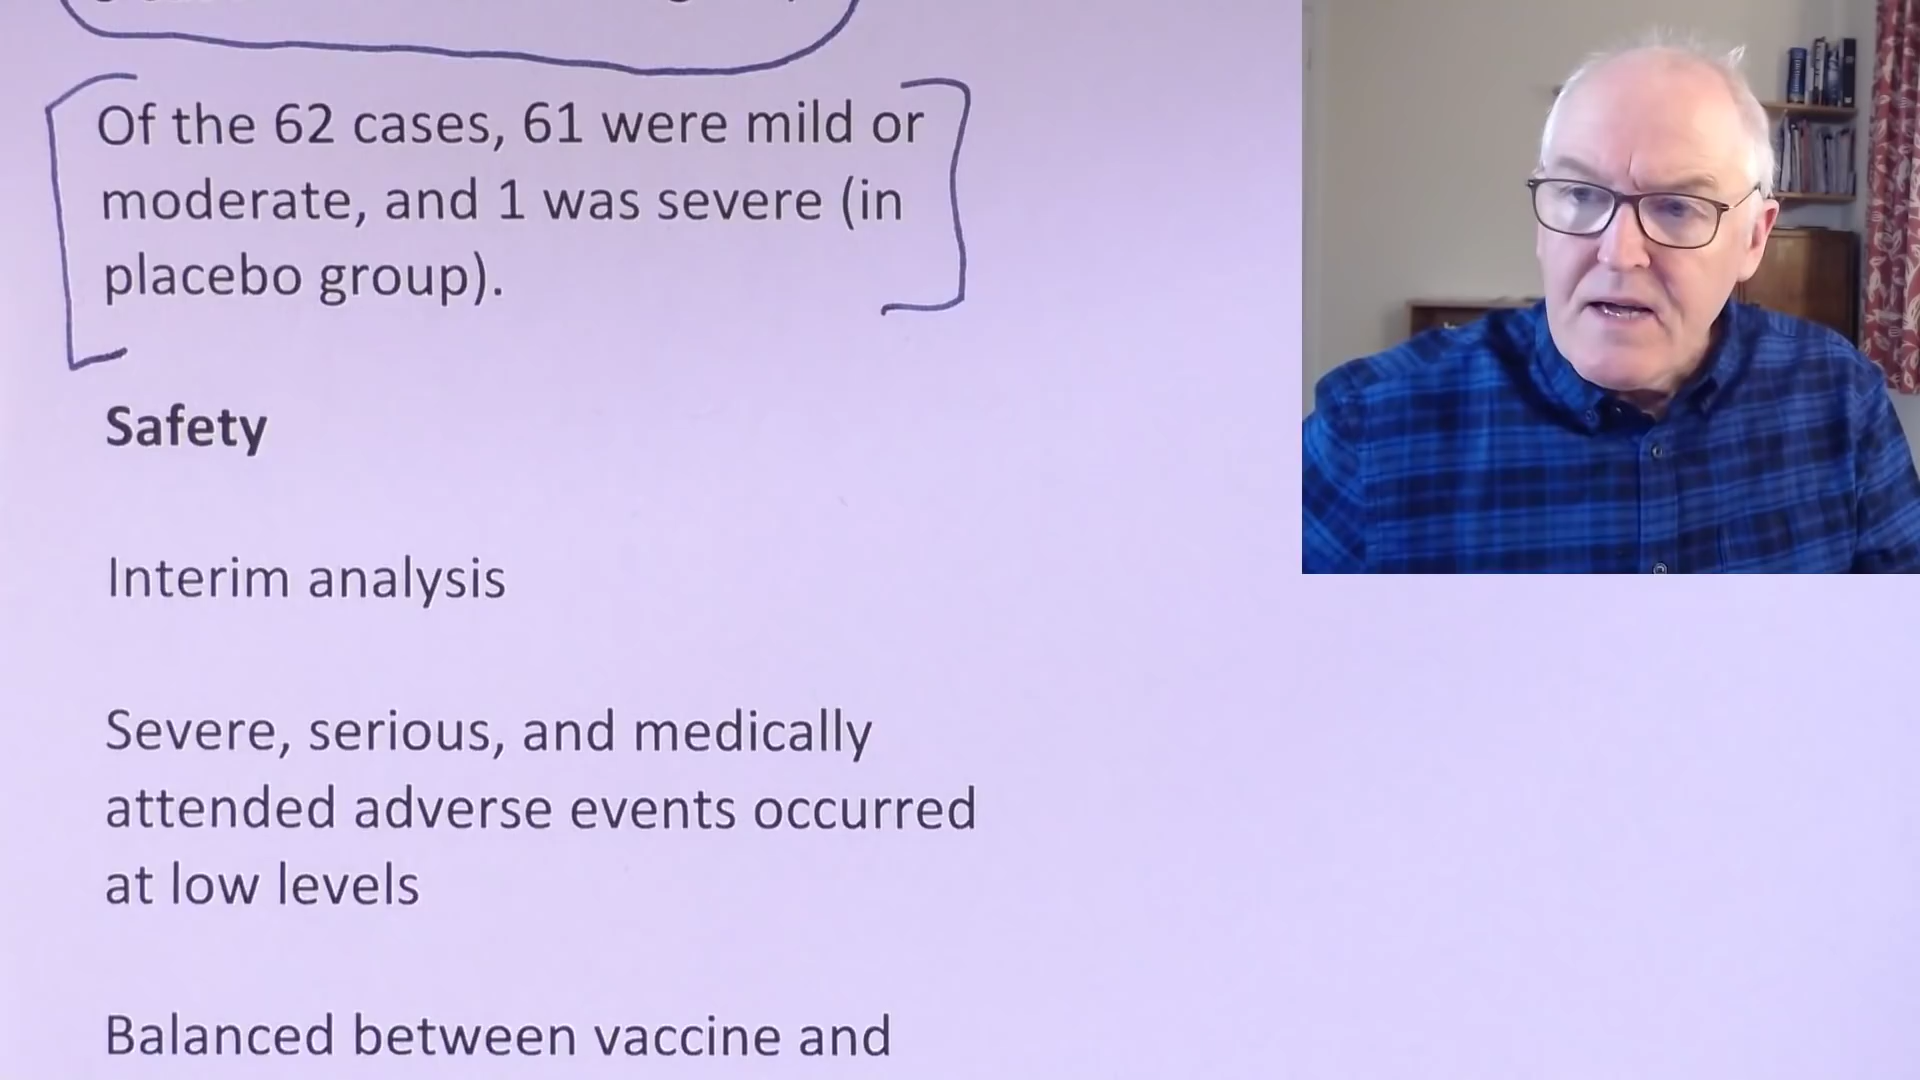 Of the 62 cases, 61 were mild or
moderate, and 1 was severe (in
placebo group).
Safety
Interim analysis
Severe, serious, and medically
attended adverse events occurred
at low levels
Balanced between vaccine and